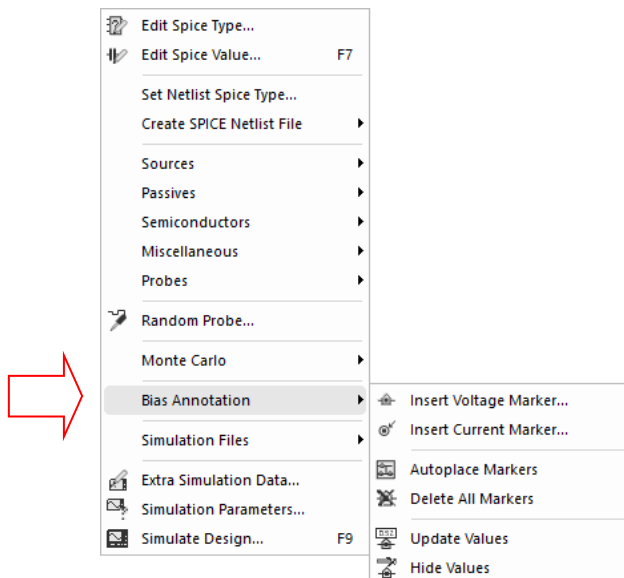 Edit Spice Type...
Edit Spice Value... F7
Set Netlist Spice Type...
Create SPICE Netlist File
Sources
Passives
Semiconductors
Miscellaneous
Probes
Random Probe...
Monte Carlo
Bias Annotation
Simulation Files
Extra Simulation Data...
Simulation Parameters...
Simulate Design... F9
Insert Voltage Marker...
Insert Current Marker...
Autoplace Markers
Delete All Markers
Update Values
Hide Values